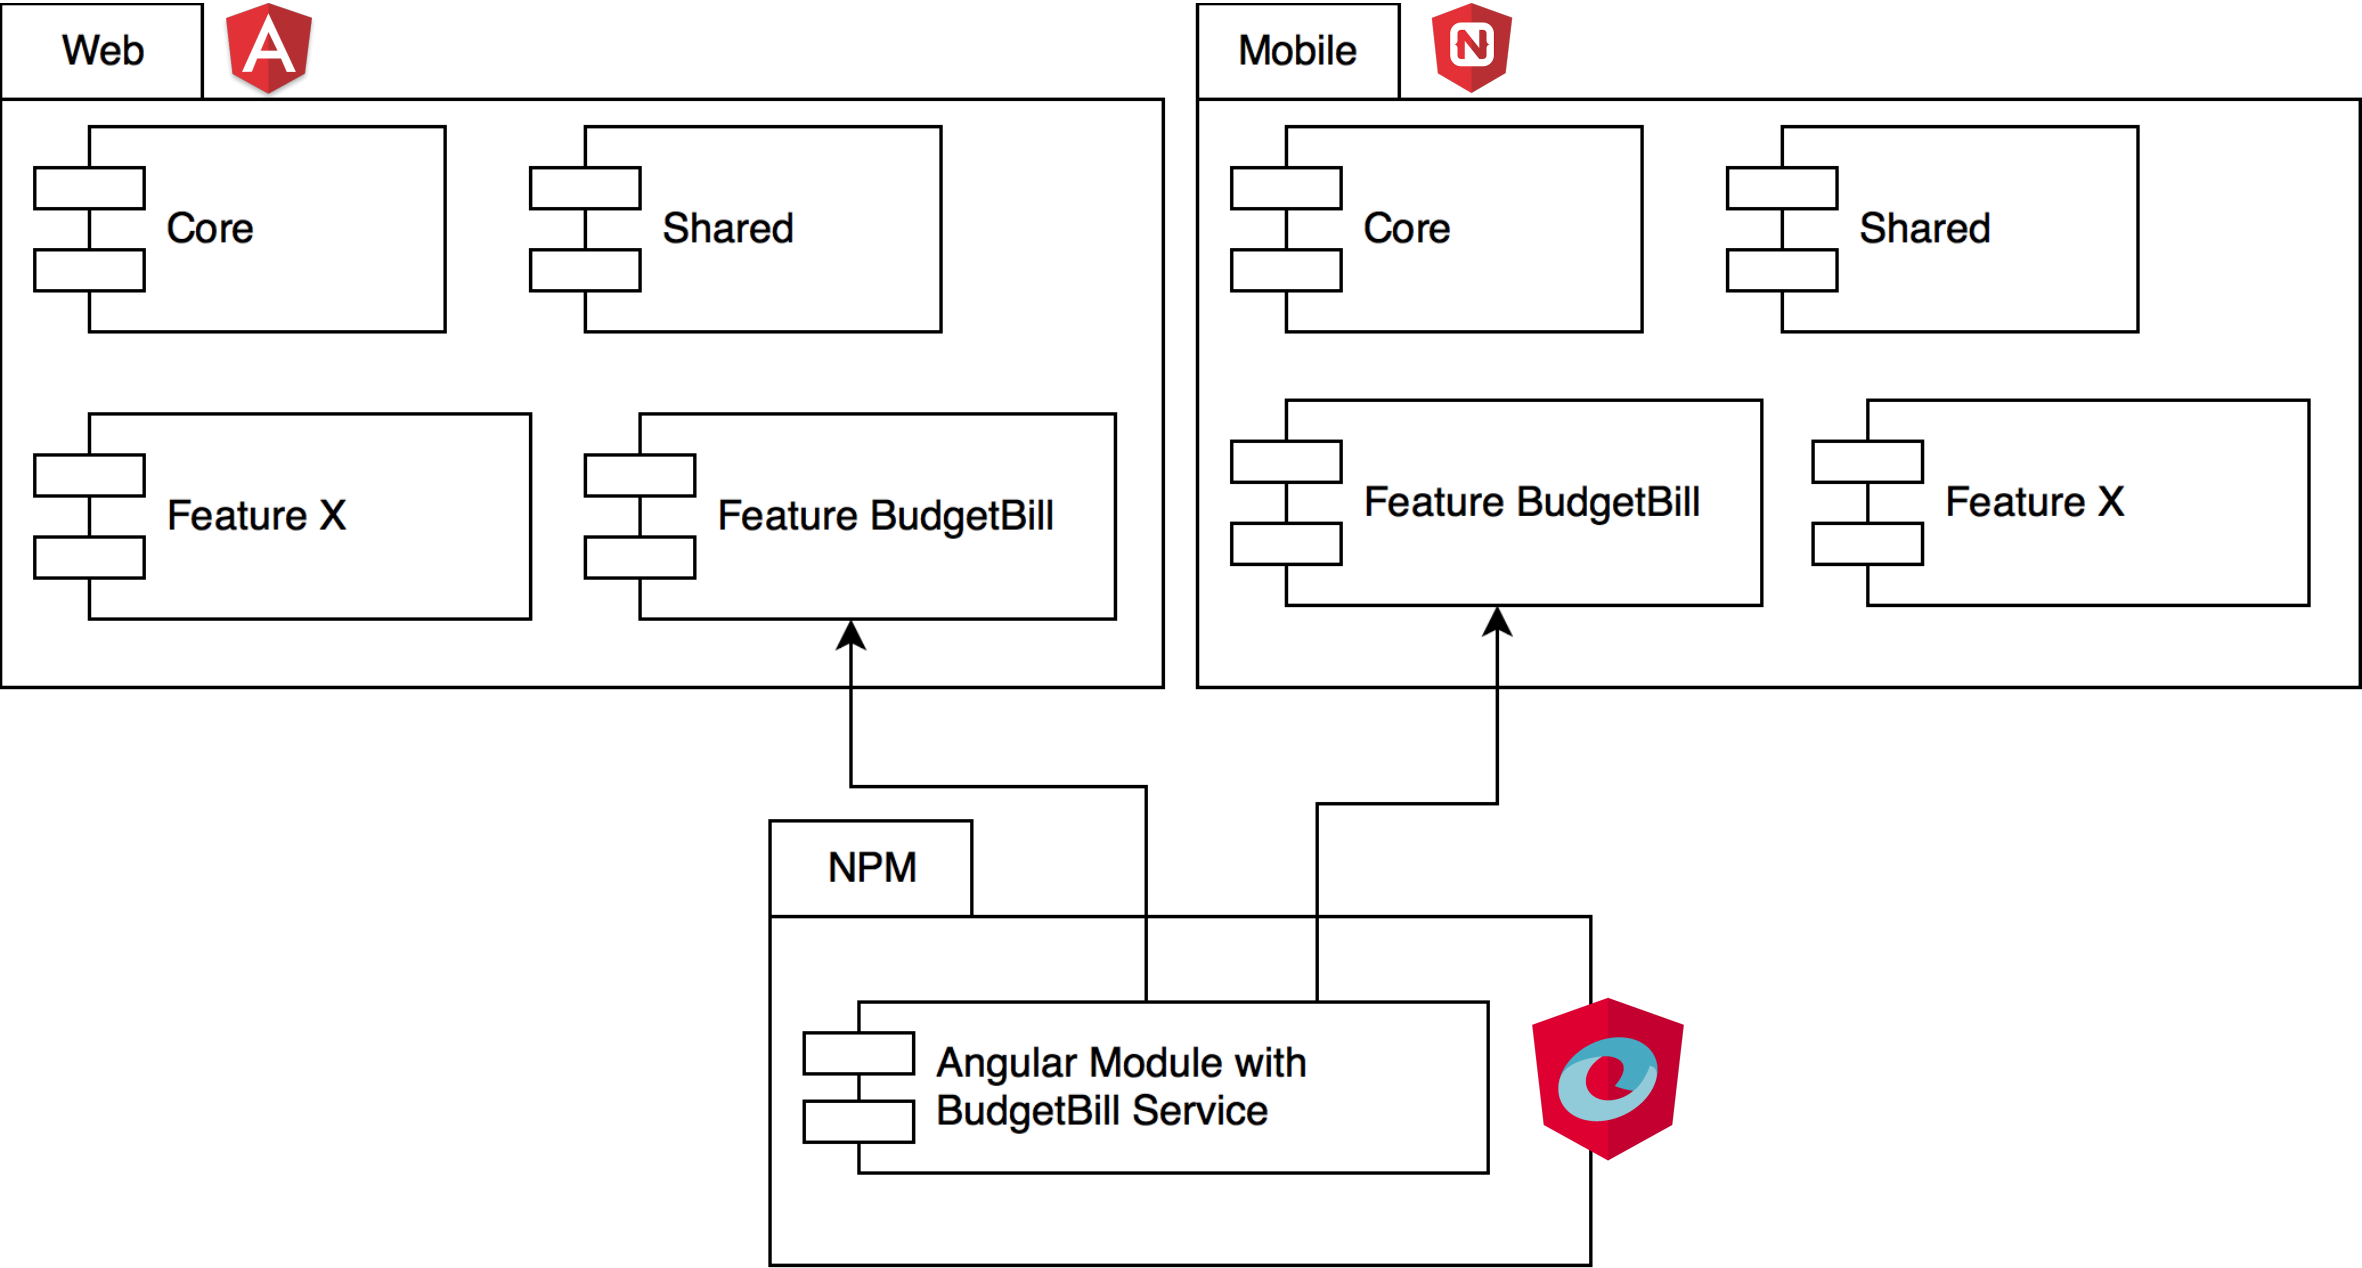 Web
Mobile
Core
Shared
Core
Shared
Feature X
Feature BudgetBill
Feature BudgetBill
Feature X
NPM
Angular Module with
BudgetBill Service